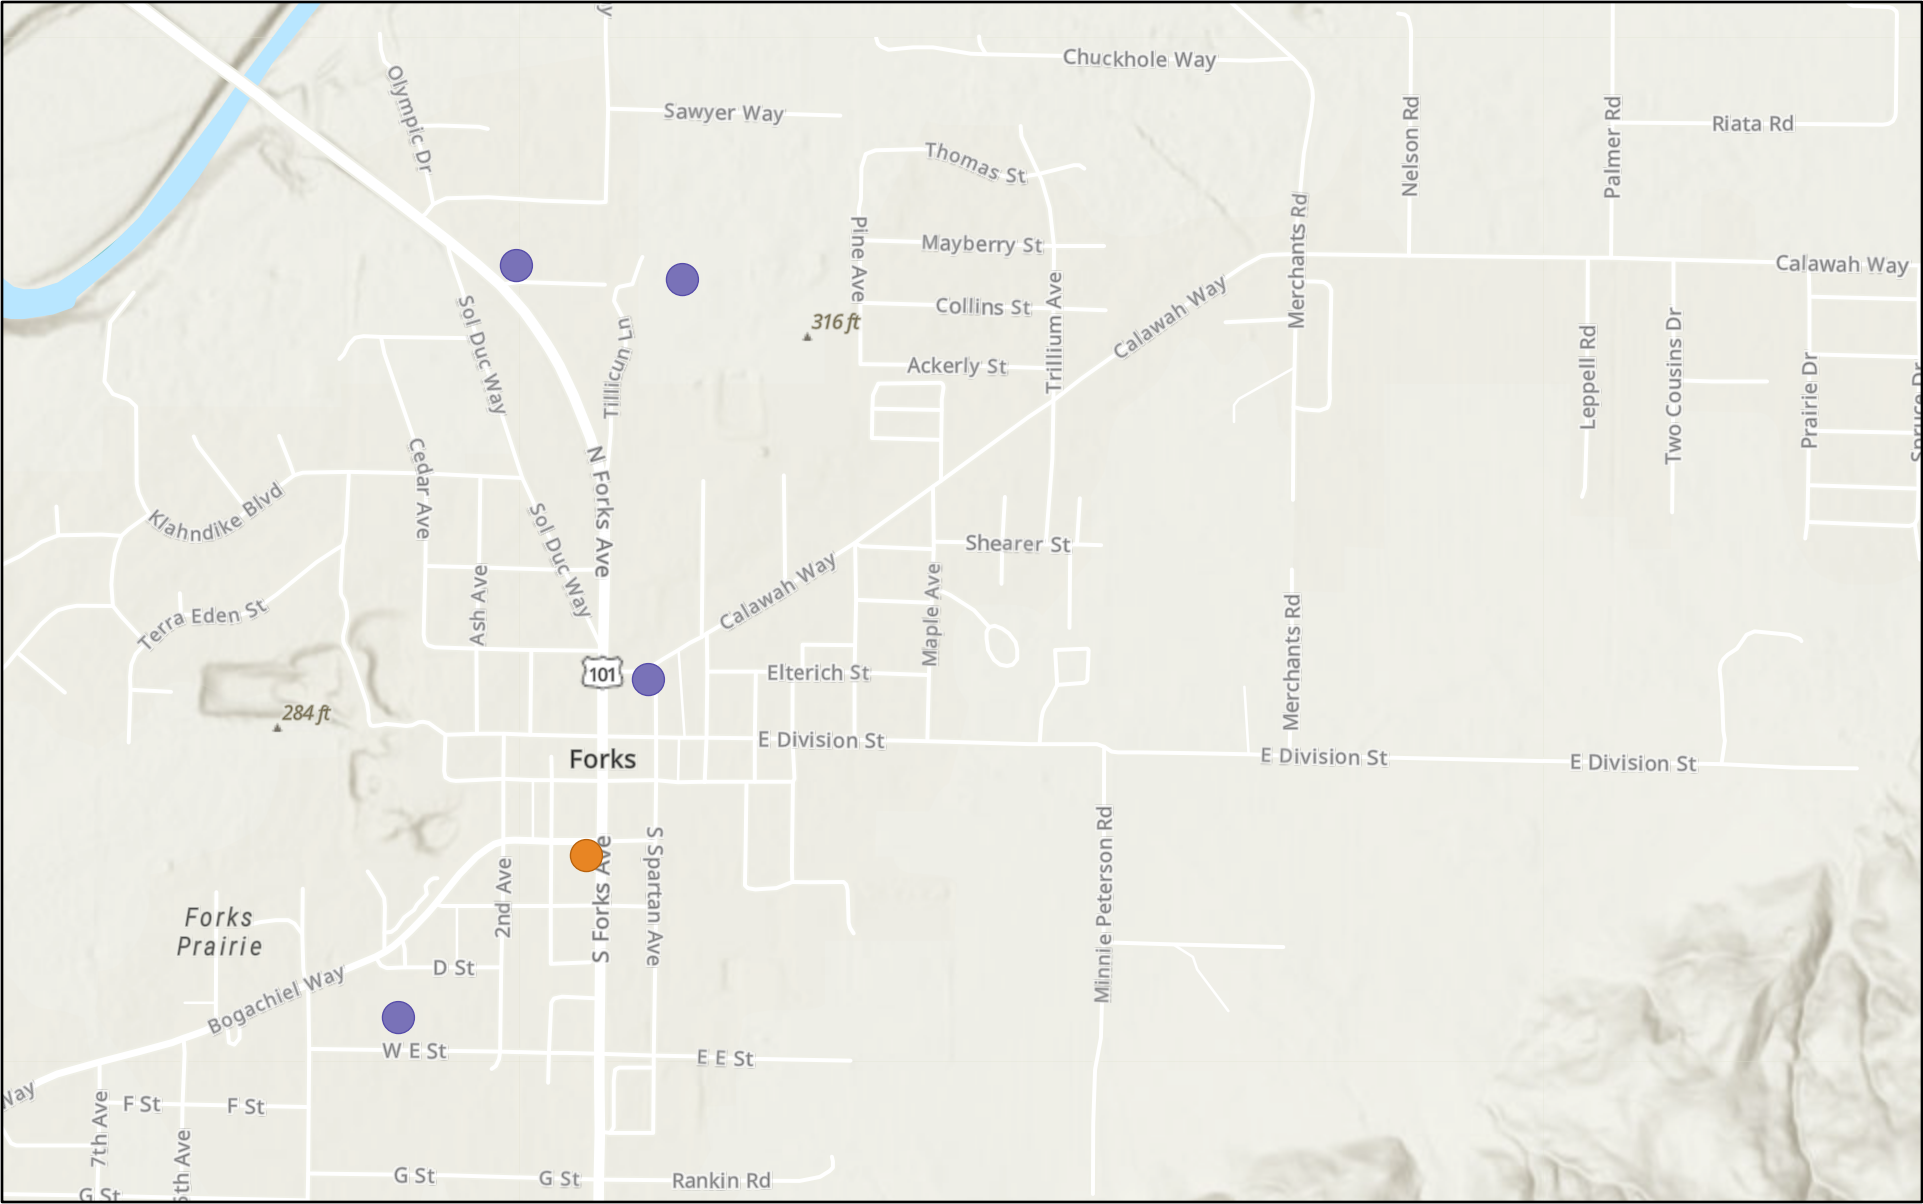 Chuckhole Way
Olympic Dr
Sawyer Way
Nelson Rd
Palmer Rd
Riata Rd
Thomas St
Pine Ave
Mayberry St
Merchants Rd
Calawah Way
Collins St
Trillium Ave
Calawah Way
316 ft
Sol Duc Way
Tillicun Ln
Ackerly St
Leppell Rd
Two Cousins Dr
Prairie Dr
Spruce Dr
Cedar Ave
N Forks Ave
Klahndike Blvd
Sol Duc Way
Shearer St
Calawah Way
Ash Ave
Maple Ave
Terra Eden St
Merchants Rd
101
Elterich St
284 ft
E Division St
Forks
E Division St
E Division St
S Forks Ave
S Spartan Ave
2nd Ave
Minnie Peterson Rd
Forks
Prairie
D St
Bogachiel Way
W E St
E E St
Way
F St
F St
7th Ave
G St
G St
Rankin Rd
G St